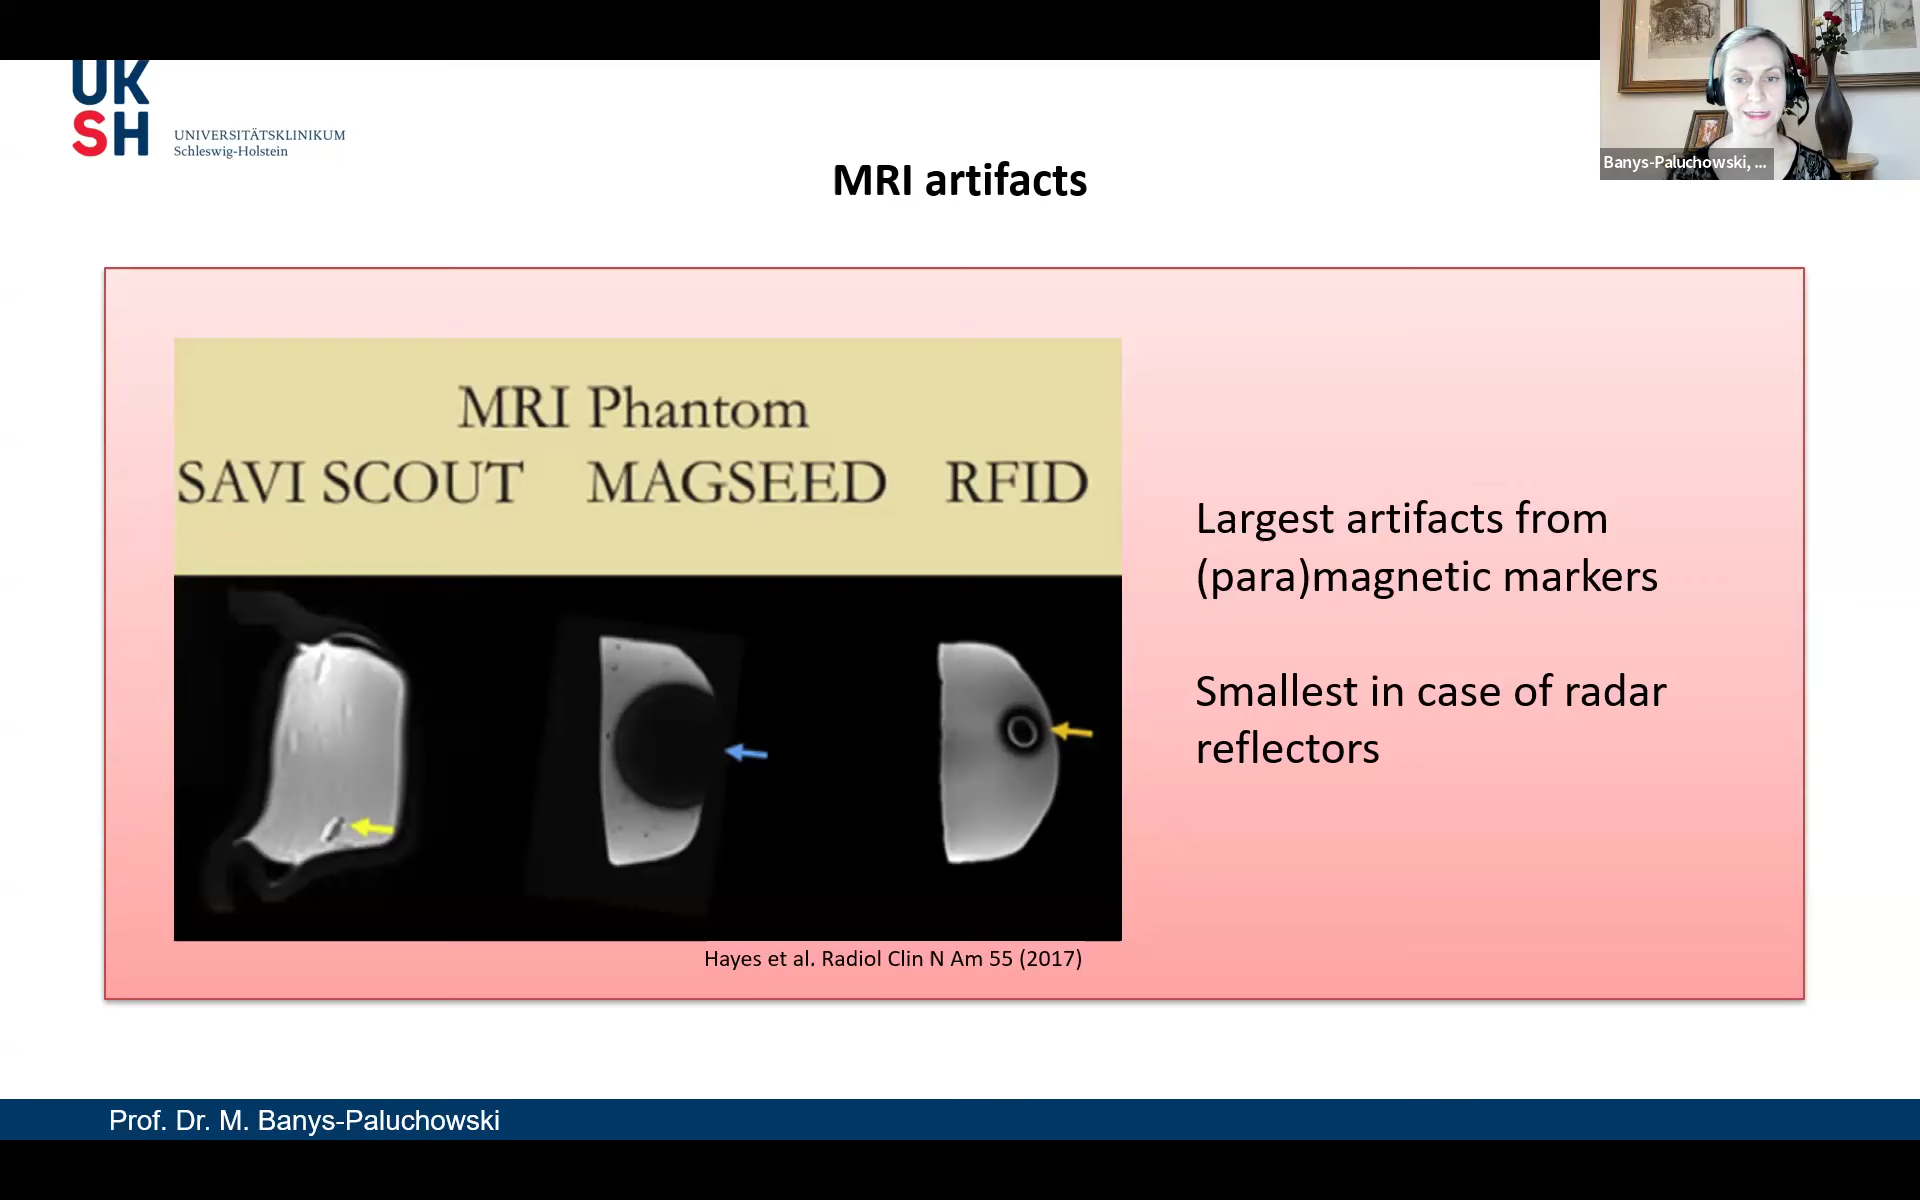 UK
SH
UNIVERSITÄTSKLINIKUM
Schleswig-Holstein
Banys-Paluchowski, ...
MRI artifacts
MRI Phantom
SAVI SCOUT MAGSEED RFID
Largest artifacts from
(para)magnetic markers
Smallest in case of radar
reflectors
Hayes et al. Radiol Clin N Am 55 (2017)
Prof. Dr. M. Banys-Paluchowski